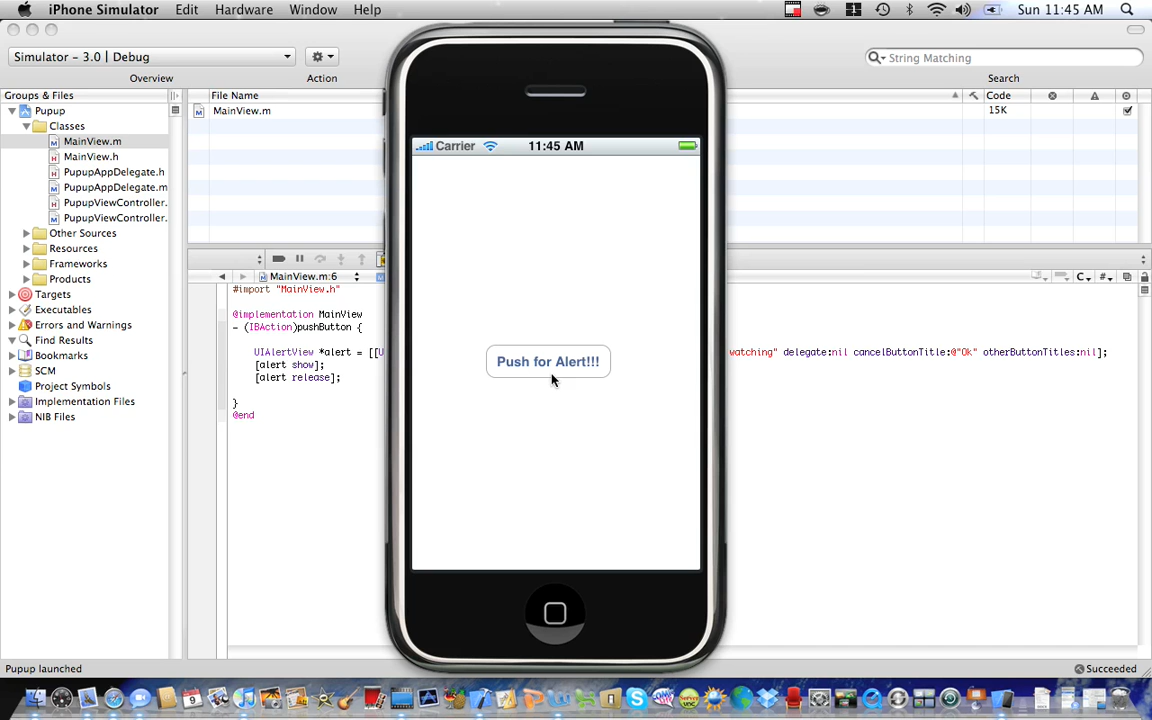 iPhone Simulator Edit Hardware Window Help Sun 11:45 AM
Simulator - 3.0 | Debug
String Matching
Overview Action Search
Groups & Files File Name Code
Pupup MainView.m 15K
Classes
MainView.m
MainView.h
PupupAppDelegate.h
PupupAppDelegate.m
PupupViewController.
PupupViewController.
Other Sources
Resources
Frameworks
Products
Targets
Executables
Errors and Warnings
Find Results
Bookmarks
SCM
Project Symbols
Implementation Files
NIB Files
MainView.m:6 C, #,
#import "MainView.h"
@implementation MainView
- (IBAction)pushButton {
UIAlertView *alert = [[U watching" delegate:nil cancelButtonTitle:@"Ok" otherButtonTitles:nil];
[alert show];
[alert release];
}
@end
Carrier 11:45 AM
Push for Alert!!!
Pupup launched Succeeded